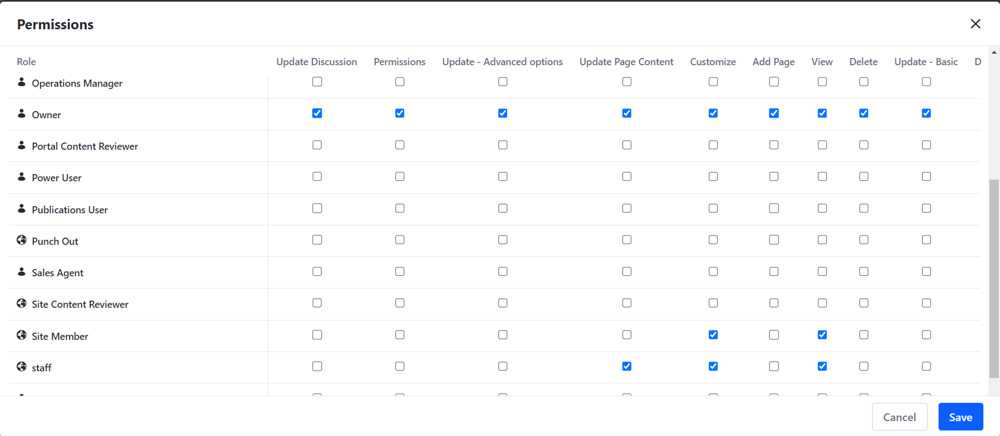 Permissions
Role Update Discussion Permissions Update - Advanced options Update Page Content Customize Add Page View Delete Update - Basic D
Operations Manager
Owner
Portal Content Reviewer
Power User
Publications User
Punch Out
Sales Agent
Site Content Reviewer
Site Member
staff
Cancel Save